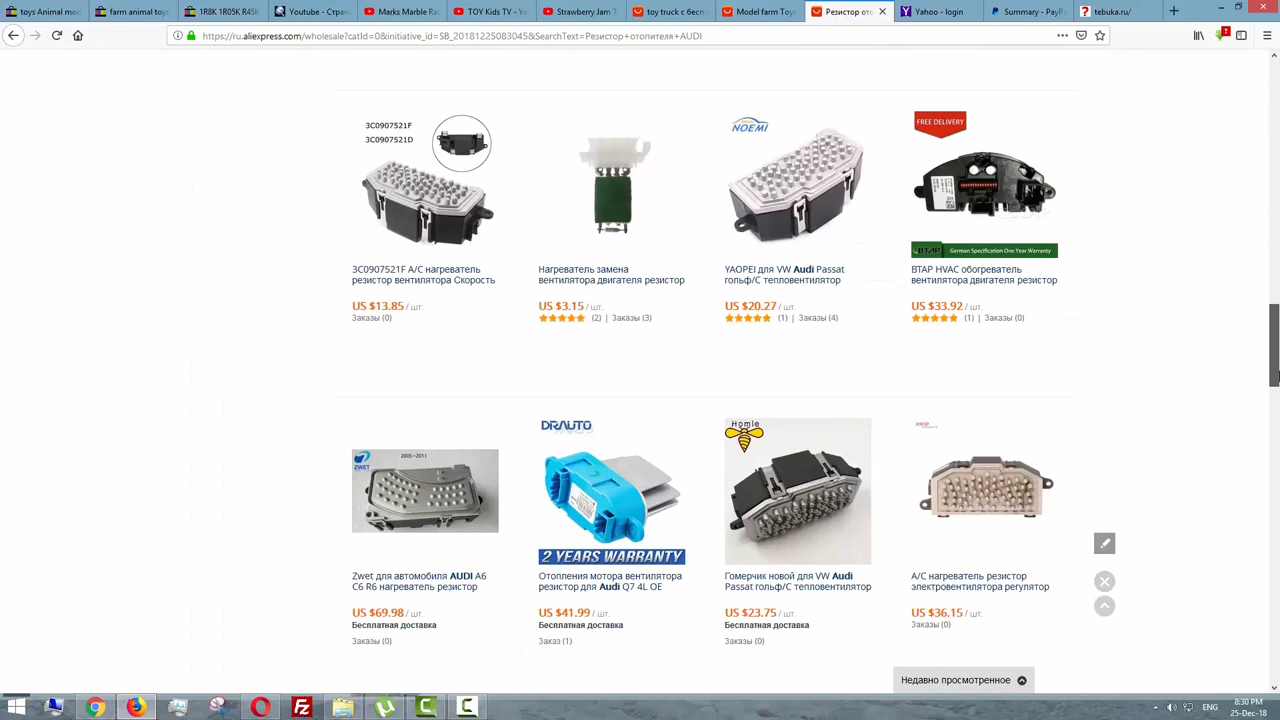 toys Animal mod
farm animal toys
1R8K 1R05K R45K
Youtube - Стран
Marks Marble Ra
TOY Kids TV - Yo
Strawberry Jam T
toy truck с бесп
Model farm Toys
Резистор ото
Yahoo - login
Summary - PayPa
tebuka.ru/
https://ru.aliexpress.com/wholesale?catId=0&initiative_id=SB_20181225083045&SearchText=Резистор+отопителя+AUDI
3C0907521F
3C0907521D
NOEMI
FREE DELIVERY
BTAP German Specification One Year Warranty
3C0907521F A/C нагреватель
резистор вентилятора Скорость
US $13.85 / шт.
Заказы (0)
Нагреватель замена
вентилятора двигателя резистор
US $3.15 / шт.
(2) | Заказы (3)
YAOPEI для VW Audi Passat
гольф/C тепловентилятор
US $20.27 / шт.
(1) | Заказы (4)
BTAP HVAC обогреватель
вентилятора двигателя резистор
US $33.92 / шт.
(1) | Заказы (0)
ZWET
2005~2011
DRAUTO
2 YEARS WARRANTY
Homle
Zwet для автомобиля AUDI A6
C6 R6 нагреватель резистор
US $69.98 / шт.
Бесплатная доставка
Заказы (0)
Отопления мотора вентилятора
резистор для Audi Q7 4L OE
US $41.99 / шт.
Бесплатная доставка
Заказ (1)
Гомерчик новой для VW Audi
Passat гольф/C тепловентилятор
US $23.75 / шт.
Бесплатная доставка
Заказы (0)
A/C нагреватель резистор
электровентилятора регулятор
US $36.15 / шт.
Заказы (0)
Недавно просмотренное
ENG
8:30 PM
25-Dec-18